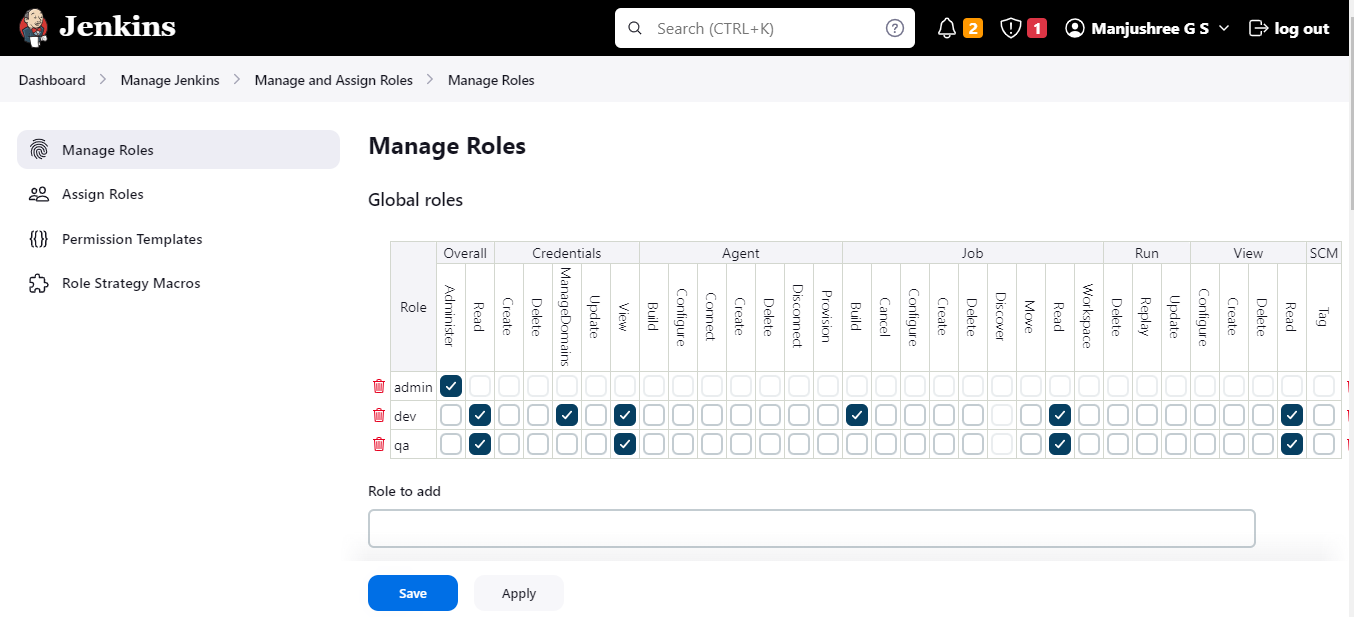 Jenkins
Search (CTRL+K)
2
1
Manjushree G S
log out
Dashboard
Manage Jenkins
Manage and Assign Roles
Manage Roles
Manage Roles
Assign Roles
Permission Templates
Role Strategy Macros
Manage Roles
Global roles
Role Overall Credentials Agent Job Run View SCM
Administer Read Create Delete ManageDomains Update View Build Configure Connect Create Delete Disconnect Provision Build Cancel Configure Create Delete Discover Move Read Workspace Delete Replay Update Configure Create Delete Read Tag
admin
dev
qa
Role to add
Save
Apply